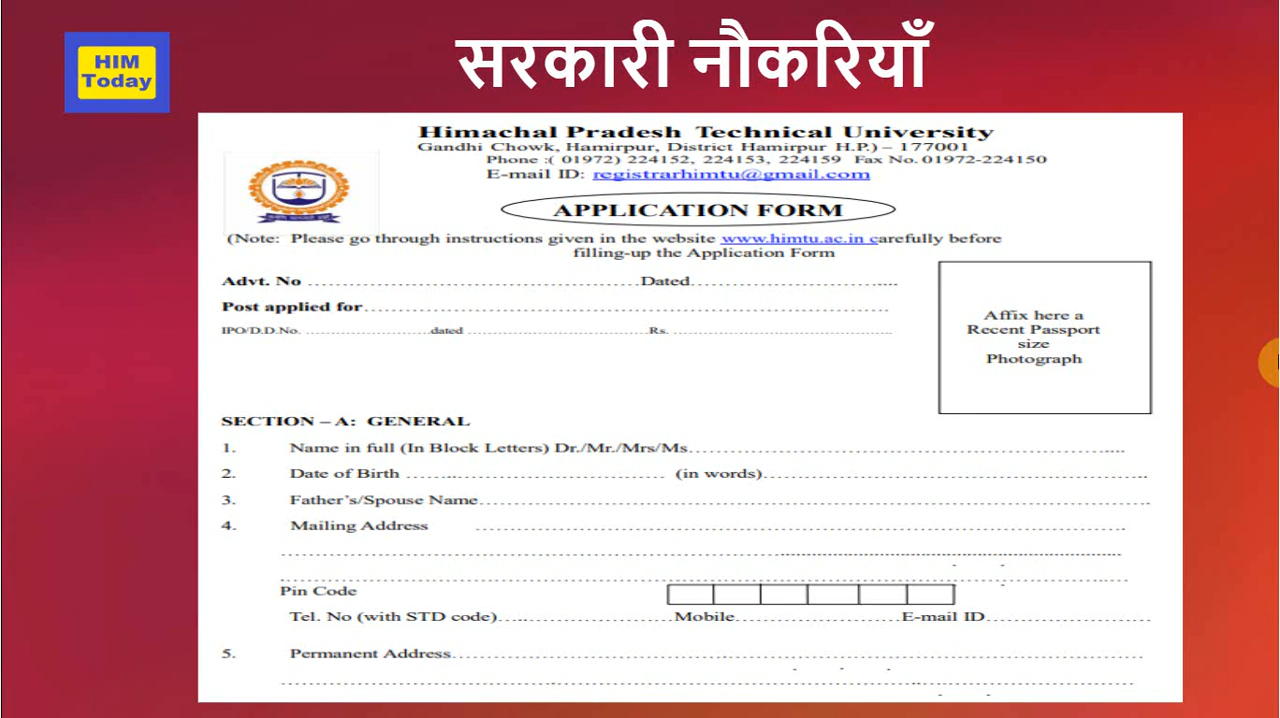 HIM
Today
सरकारी नौकरियाँ
Himachal Pradesh Technical University
Gandhi Chowk, Hamirpur, District Hamirpur H.P.) – 177001
Phone :( 01972) 224152, 224153, 224159 Fax No. 01972-224150
E-mail ID: registrarhimtu@gmail.com
APPLICATION FORM
(Note: Please go through instructions given in the website www.himtu.ac.in carefully before
filling-up the Application Form
Advt. No ................................................Dated....................................
Post applied for................................................................................
IPO/D.D.No. ..........................dated .....................................Rs. ...........................................
Affix here a
Recent Passport
size
Photograph
SECTION – A: GENERAL
1. Name in full (In Block Letters) Dr./Mr./Mrs/Ms.................................................................
2. Date of Birth ........................................ (in words)............................................................
3. Father's/Spouse Name................................................................................................
4. Mailing Address ................................................................................................
Pin Code
Tel. No (with STD code)...........................Mobile............................E-mail ID...........................
5. Permanent Address................................................................................................